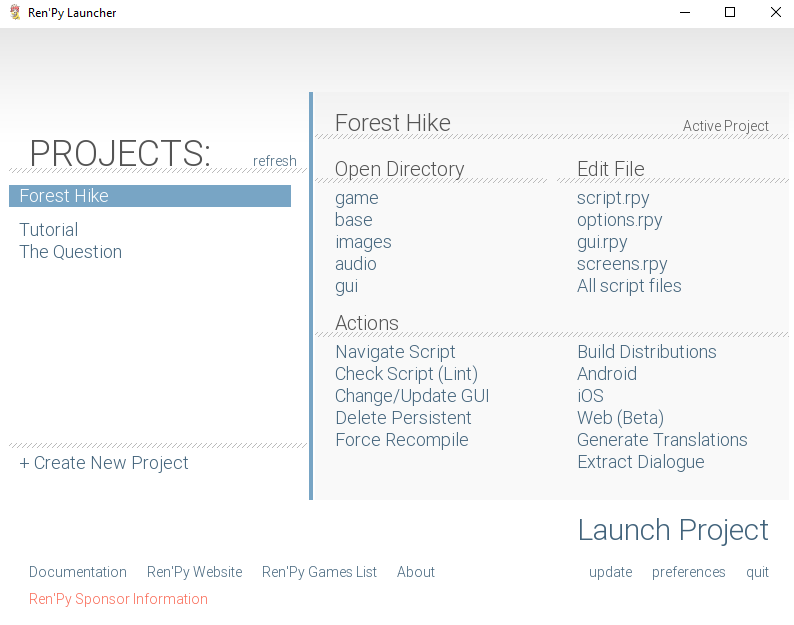 Ren'Py Launcher
PROJECTS:
refresh
Forest Hike
Tutorial
The Question
+ Create New Project
Forest Hike
Active Project
Open Directory
game
base
images
audio
gui
Edit File
script.rpy
options.rpy
gui.rpy
screens.rpy
All script files
Actions
Navigate Script
Check Script (Lint)
Change/Update GUI
Delete Persistent
Force Recompile
Build Distributions
Android
iOS
Web (Beta)
Generate Translations
Extract Dialogue
Launch Project
Documentation Ren'Py Website Ren'Py Games List About
update preferences quit
Ren'Py Sponsor Information